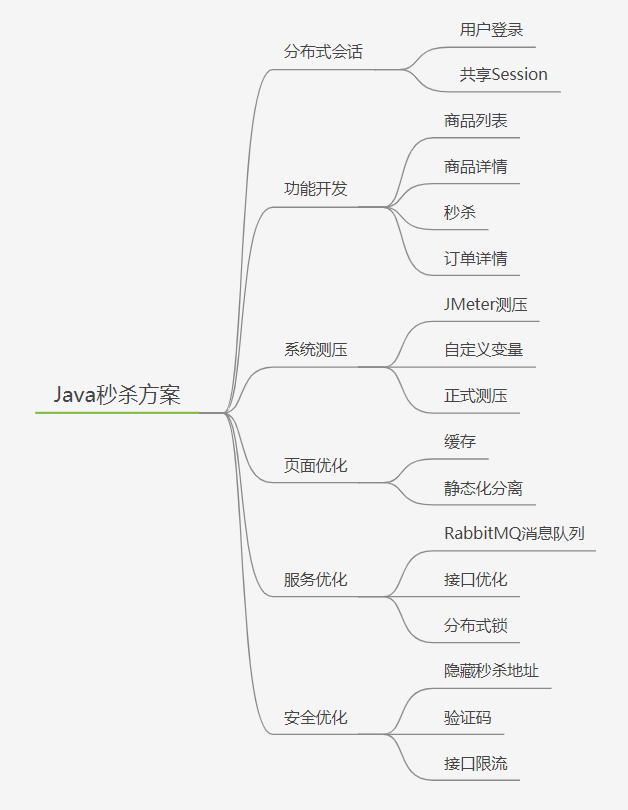 Java秒杀方案
分布式会话
用户登录
共享Session
功能开发
商品列表
商品详情
秒杀
订单详情
系统测压
JMeter测压
自定义变量
正式测压
页面优化
缓存
静态化分离
服务优化
RabbitMQ消息队列
接口优化
分布式锁
安全优化
隐藏秒杀地址
验证码
接口限流